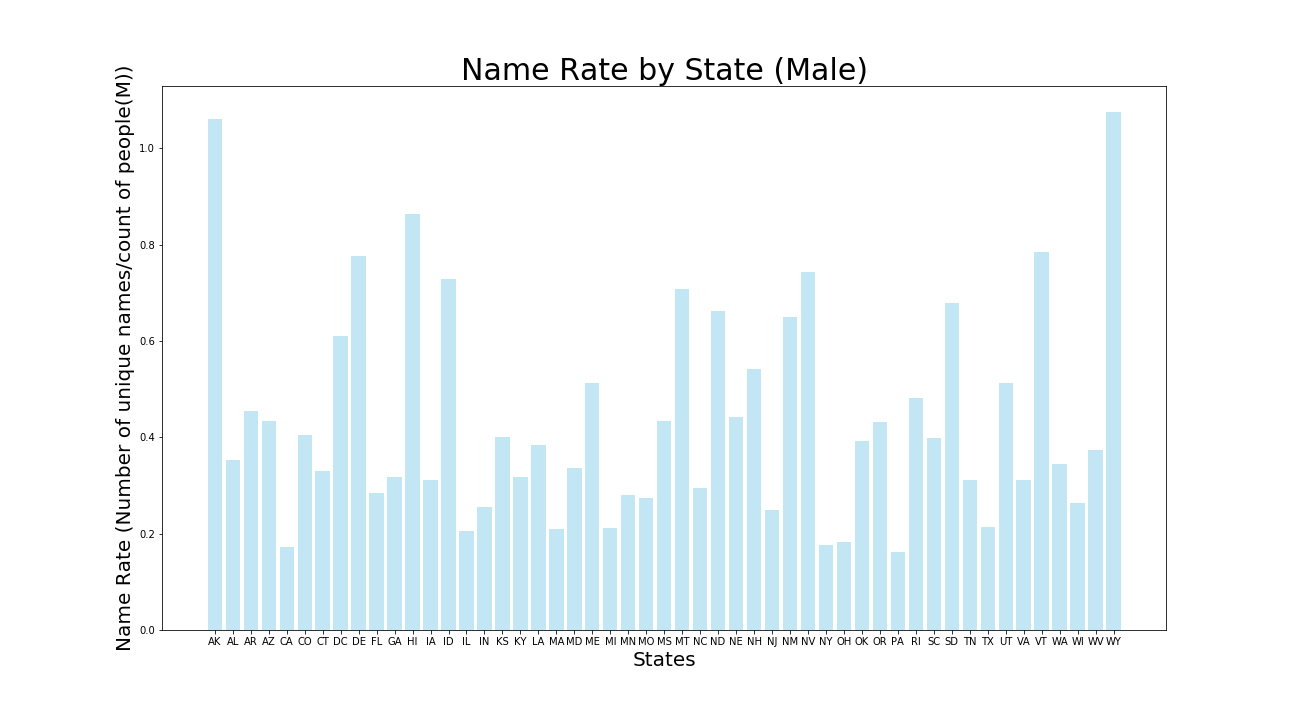 Name Rate by State (Male)
Name Rate (Number of unique names/count of people(M))
1.0
0.8
0.6
0.4
0.2
0.0
AK AL AR AZ CA CO CT DC DE FL GA HI IA ID IL IN KS KY LA MA MD ME MI MN MO MS MT NC ND NE NH NJ NM NV NY OH OK OR PA RI SC SD TN TX UT VA VT WA WI WV WY
States